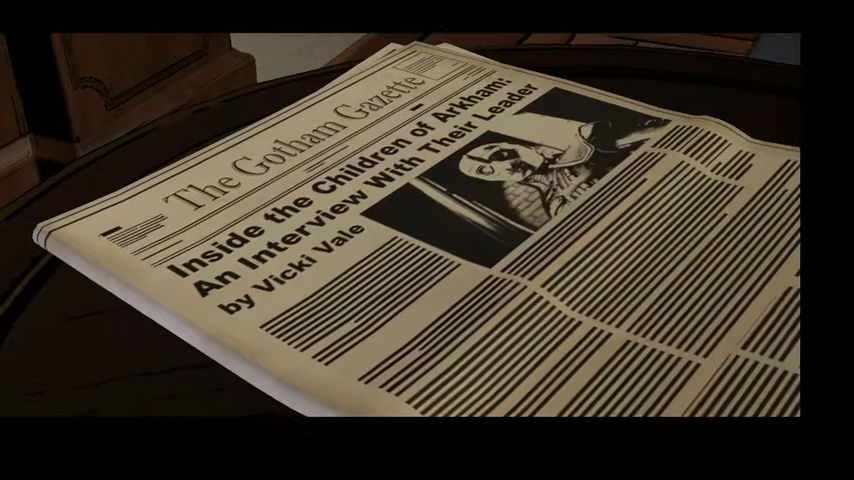 The Gotham Gazette
Inside the Children of Arkham:
An Interview With Their Leader
by Vicki Vale